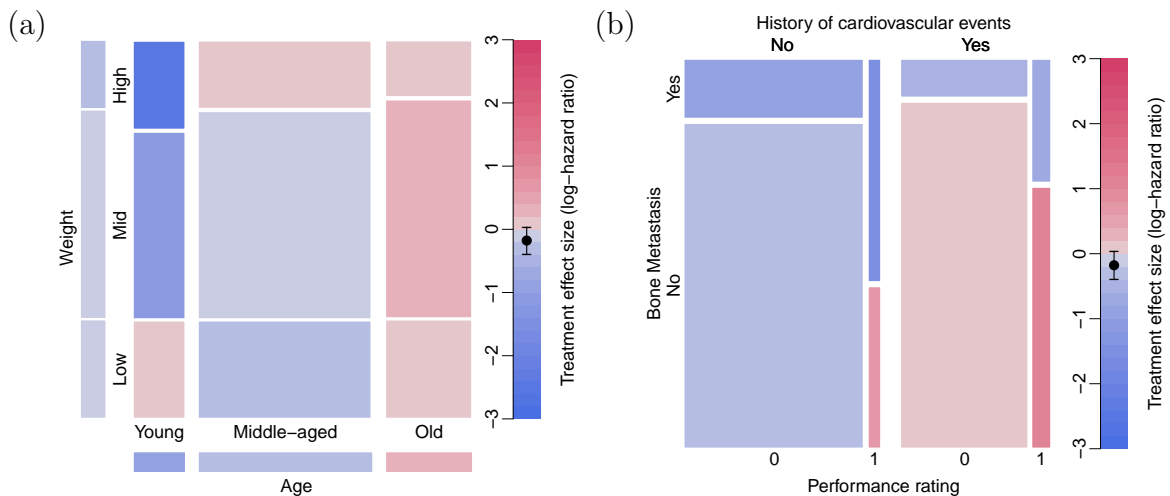 (a)
High
Mid
Low
Weight
Young
Middle−aged
Old
Age
3
2
1
0
−1
−2
−3
Treatment effect size (log−hazard ratio)
(b)
History of cardiovascular events
No
Yes
Yes
No
Bone Metastasis
0
1
0
1
Performance rating
3
2
1
0
−1
−2
−3
Treatment effect size (log−hazard ratio)